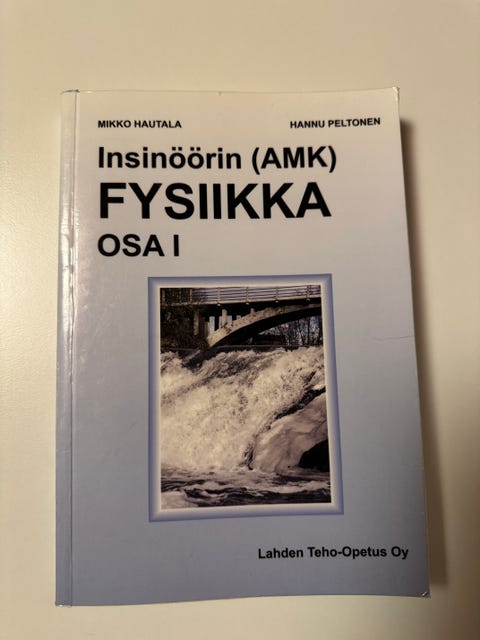 MIKKO HAUTALA
HANNU PELTONEN
Insinöörin (AMK)
FYSIIKKA
OSA I
Lahden Teho-Opetus Oy